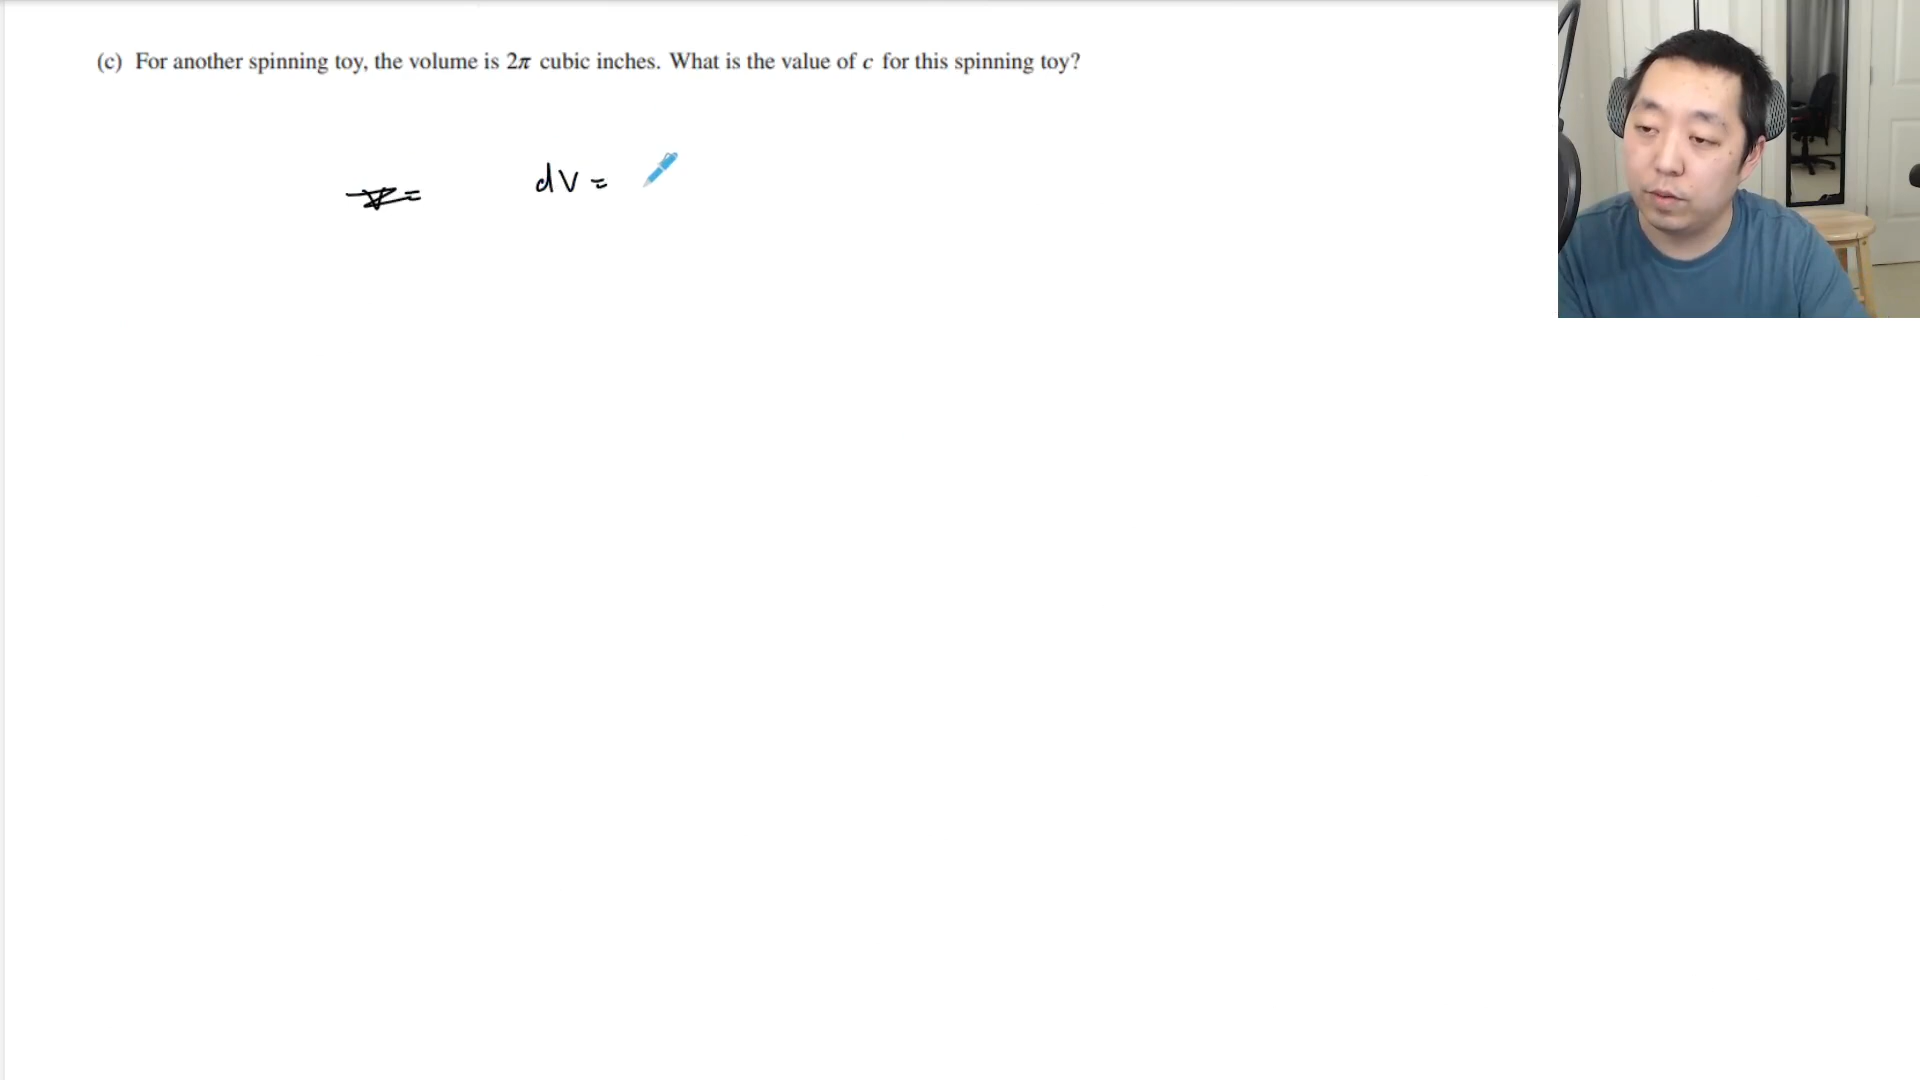 (c) For another spinning toy, the volume is 2π cubic inches. What is the value of c for this spinning toy?
dV =